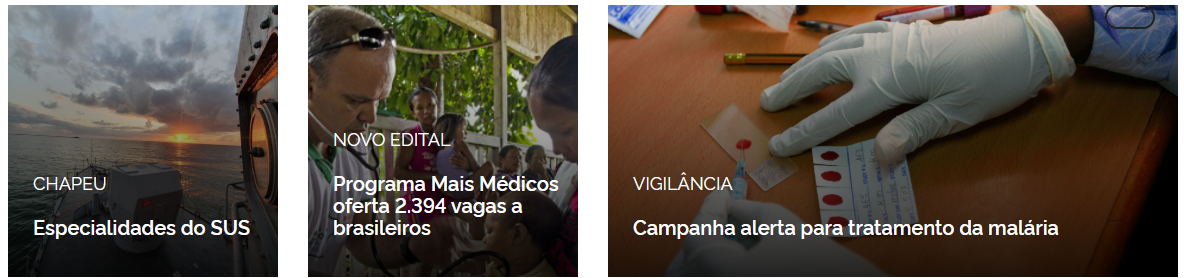 CHAPEU
Especialidades do SUS
NOVO EDITAL
Programa Mais Médicos
oferta 2.394 vagas a
brasileiros
VIGILÂNCIA
Campanha alerta para tratamento da malária